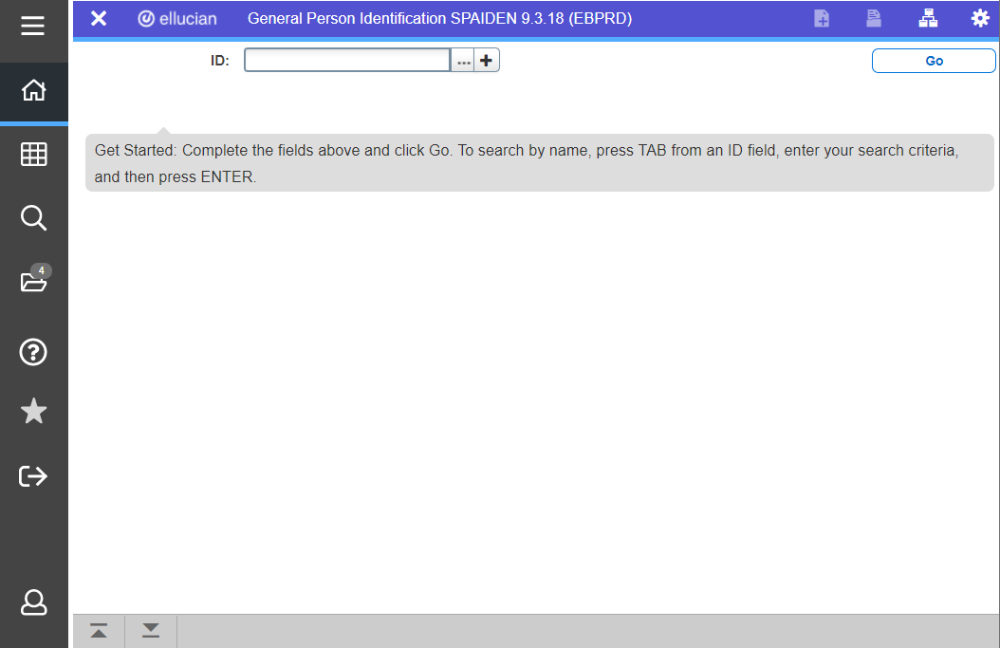 ellucian General Person Identification SPAIDEN 9.3.18 (EBPRD)
ID: ... Go
Get Started: Complete the fields above and click Go. To search by name, press TAB from an ID field, enter your search criteria,
and then press ENTER.
4